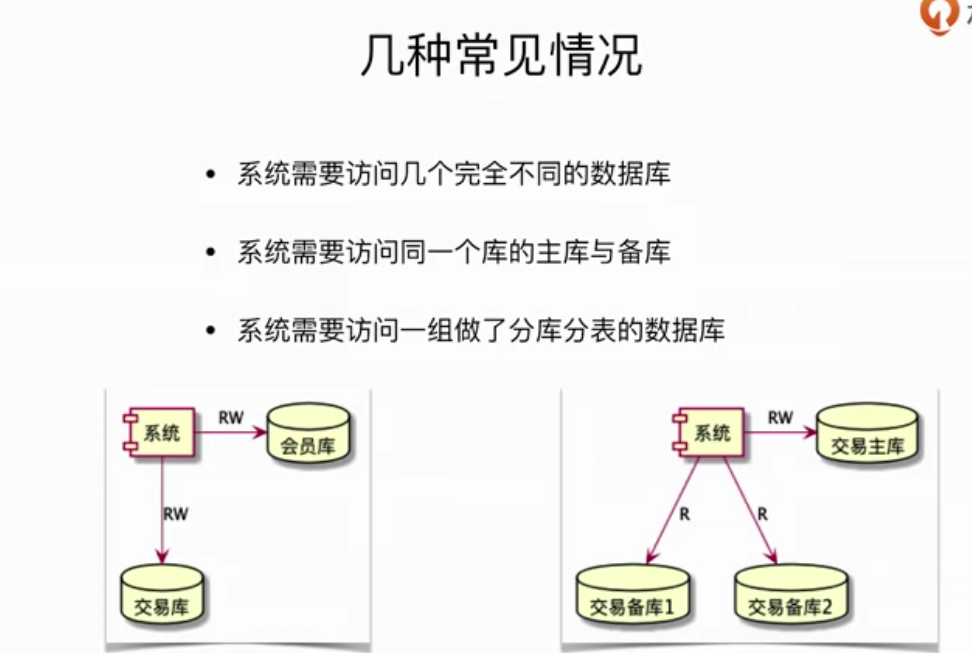 几种常见情况
• 系统需要访问几个完全不同的数据库
• 系统需要访问同一个库的主库与备库
• 系统需要访问一组做了分库分表的数据库
系统
RW
会员库
RW
交易库
系统
RW
交易主库
R
R
交易备库1
交易备库2